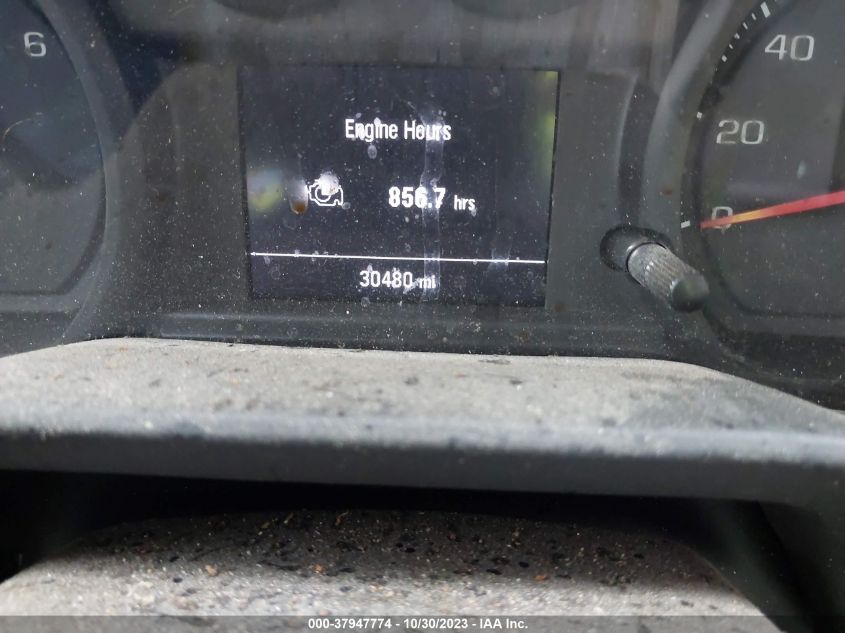 6
40
Engine Hours
20
856.7 hrs
0
30480 mi
000-37947774 - 10/30/2023 - IAA Inc.